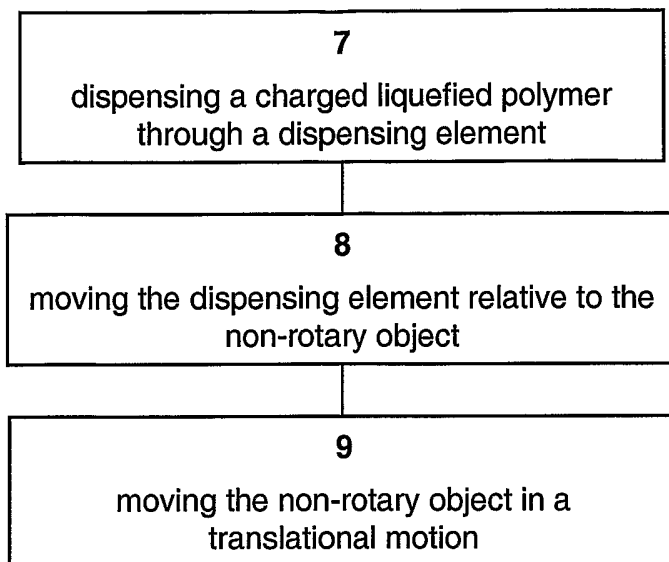 7
dispensing a charged liquefied polymer
through a dispensing element
8
moving the dispensing element relative to the
non-rotary object
9
moving the non-rotary object in a
translational motion